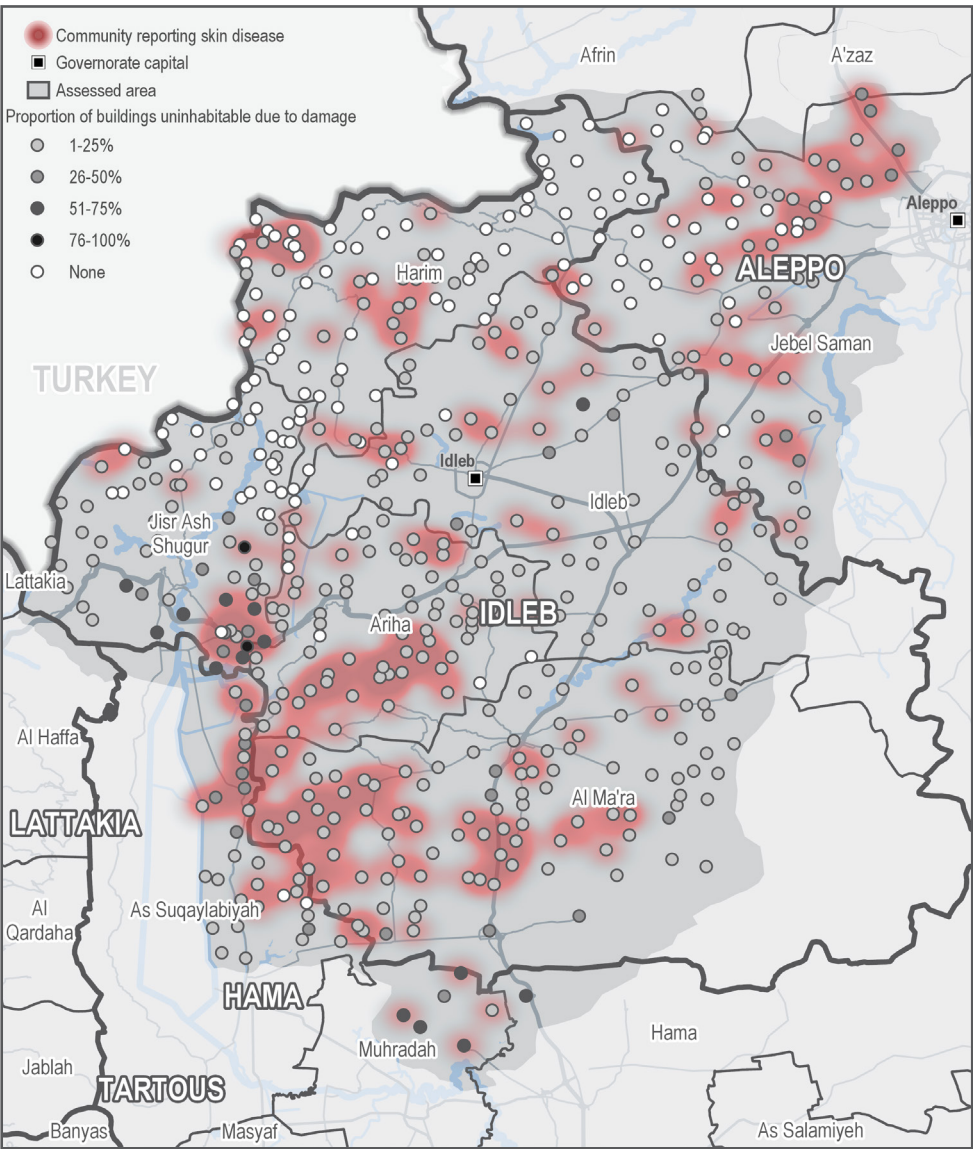 Community reporting skin disease
Governorate capital
Assessed area
Proportion of buildings uninhabitable due to damage
1-25%
26-50%
51-75%
76-100%
None
Afrin
A'zaz
Aleppo
ALEPPO
Harim
Jebel Saman
TURKEY
Idleb
Idleb
Jisr Ash
Shugur
Lattakia
Ariha
IDLEB
Al Haffa
Al Ma'ra
LATTAKIA
Al
Qardaha
As Suqaylabiyah
HAMA
Hama
Muhradah
Jablah
TARTOUS
Banyas
Masyaf
As Salamiyeh